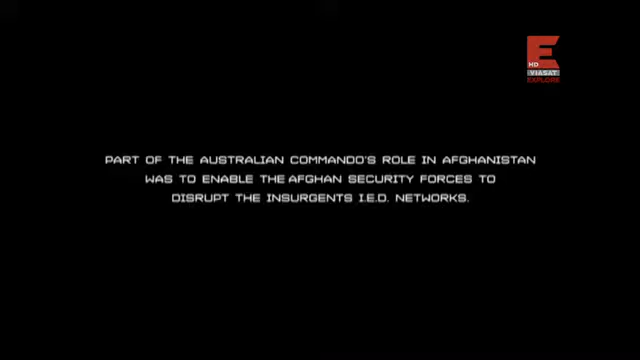 E
HD
VIASAT
EXPLORE
PART OF THE AUSTRALIAN COMMANDO'S ROLE IN AFGHANISTAN
WAS TO ENABLE THE AFGHAN SECURITY FORCES TO
DISRUPT THE INSURGENTS I.E.D. NETWORKS.